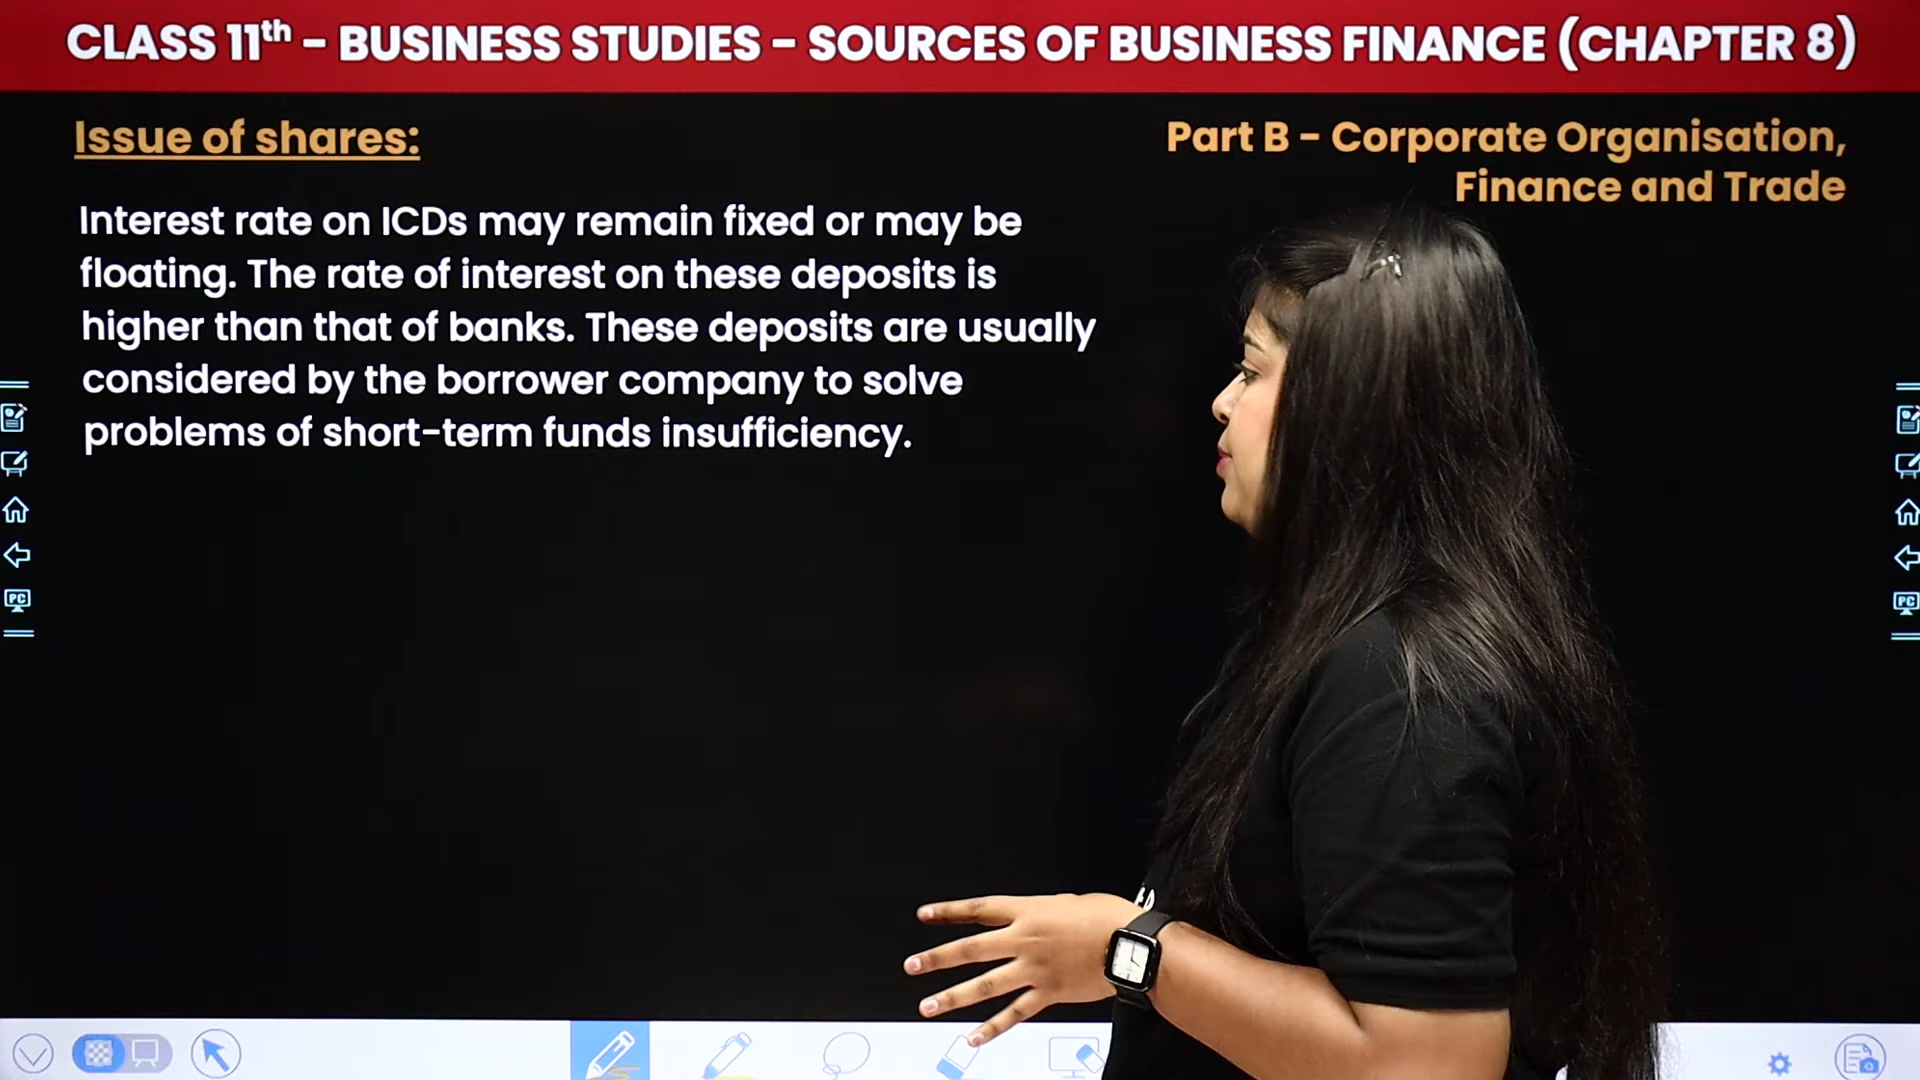 CLASS 11th – BUSINESS STUDIES – SOURCES OF BUSINESS FINANCE (CHAPTER 8)
Issue of shares:
Part B – Corporate Organisation,
Finance and Trade
Interest rate on ICDs may remain fixed or may be
floating. The rate of interest on these deposits is
higher than that of banks. These deposits are usually
considered by the borrower company to solve
problems of short-term funds insufficiency.
PC
PC